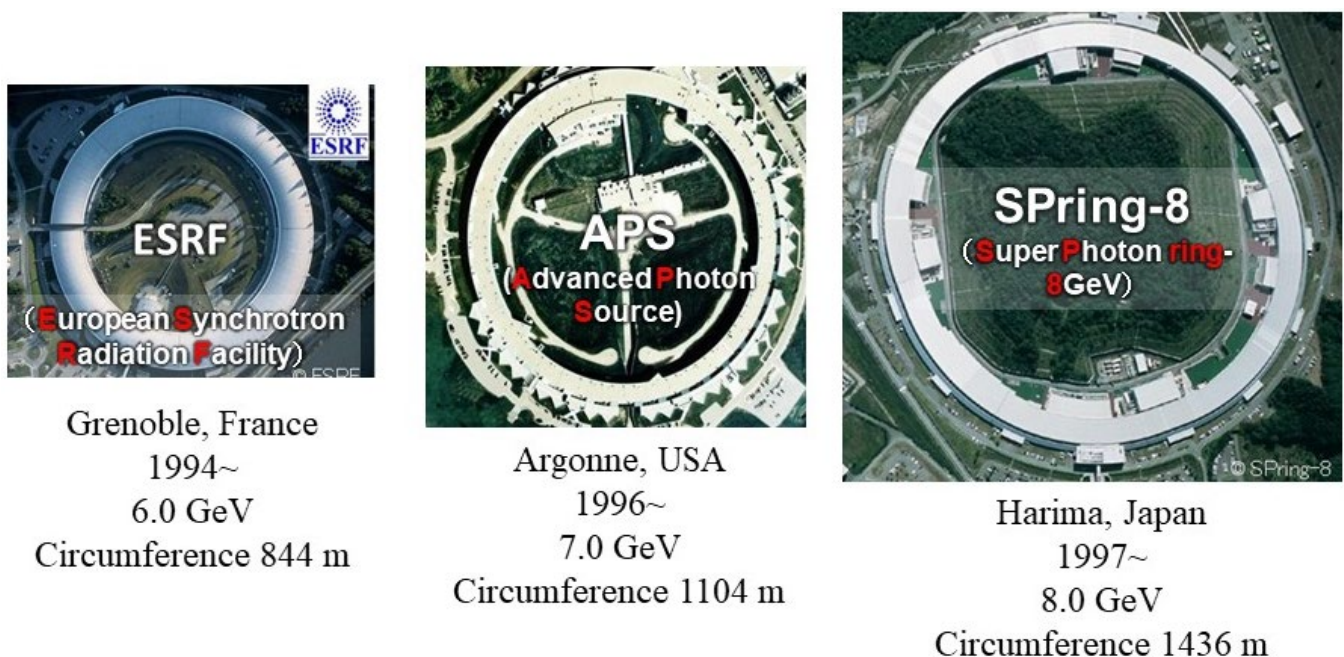 ESRF
ESRF
(European Synchrotron
Radiation Facility)
© ESRF
Grenoble, France
1994~
6.0 GeV
Circumference 844 m
APS
(Advanced Photon
Source)
Argonne, USA
1996~
7.0 GeV
Circumference 1104 m
SPring-8
(SuperPhoton ring-
8GeV)
© SPring-8
Harima, Japan
1997~
8.0 GeV
Circumference 1436 m